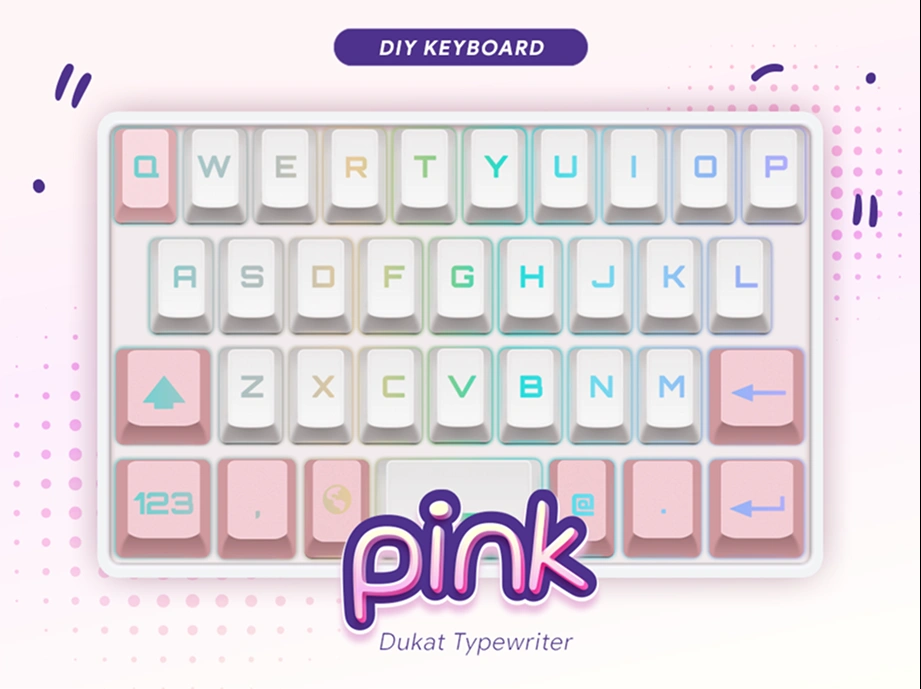 DIY KEYBOARD
Q W E R T Y U I O P
A S D F G H J K L
Z X C V B N M
123 , @ .
pink
Dukat Typewriter